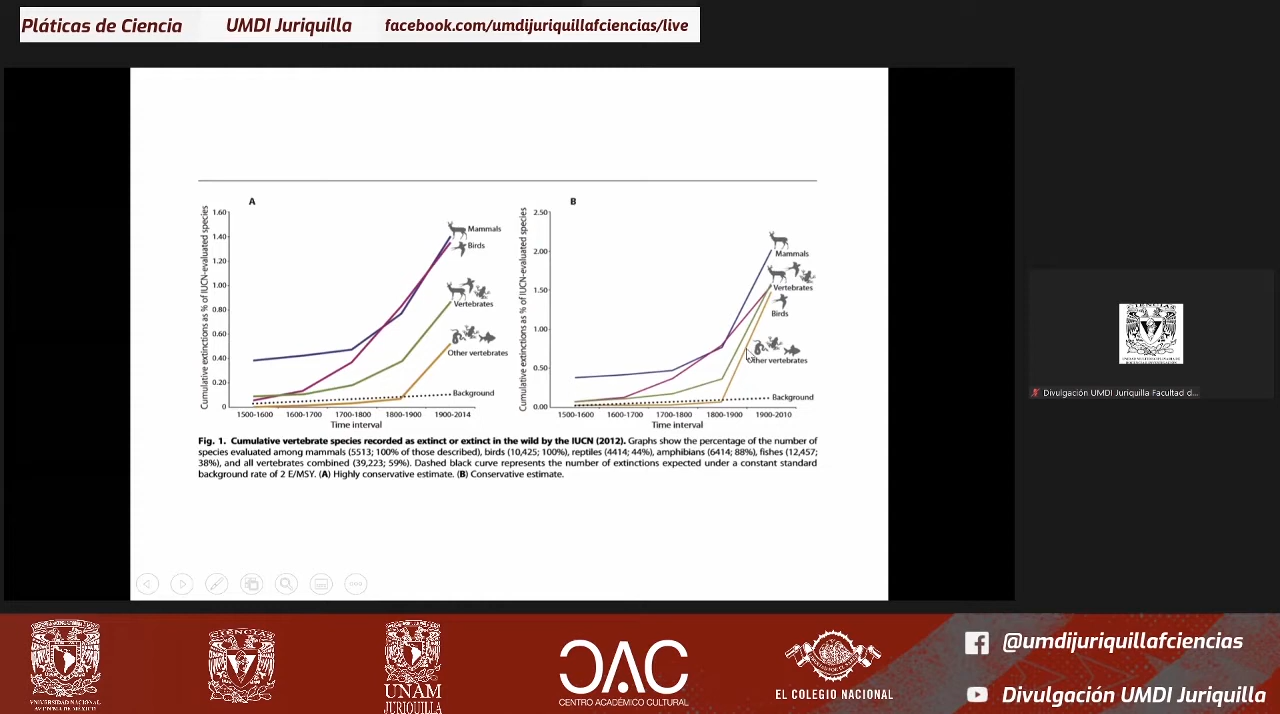 Pláticas de Ciencia UMDI Juriquilla facebook.com/umdijuriquillafciencias/live
A
Cumulative extinctions as % of IUCN-evaluated species
1.60
1.40
1.20
1.00
0.80
0.60
0.40
0.20
0
Mammals
Birds
Vertebrates
Other vertebrates
Background
1500-1600 1600-1700 1700-1800 1800-1900 1900-2014
Time interval
B
Cumulative extinctions as % of IUCN-evaluated species
2.50
2.00
1.50
1.00
0.50
0.00
Mammals
Vertebrates
Birds
Other vertebrates
Background
1500-1600 1600-1700 1700-1800 1800-1900 1900-2010
Time interval
Fig. 1. Cumulative vertebrate species recorded as extinct or extinct in the wild by the IUCN (2012). Graphs show the percentage of the number of
species evaluated among mammals (5513; 100% of those described), birds (10,425; 100%), reptiles (4414; 44%), amphibians (6414; 88%), fishes (12,457;
38%), and all vertebrates combined (39,223; 59%). Dashed black curve represents the number of extinctions expected under a constant standard
background rate of 2 E/MSY. (A) Highly conservative estimate. (B) Conservative estimate.
Divulgación UMDI Juriquilla Facultad d...
UNAM
JURIQUILLA
CAC
CENTRO ACADÉMICO CULTURAL
EL COLEGIO NACIONAL
@umdijuriquillafciencias
Divulgación UMDI Juriquilla